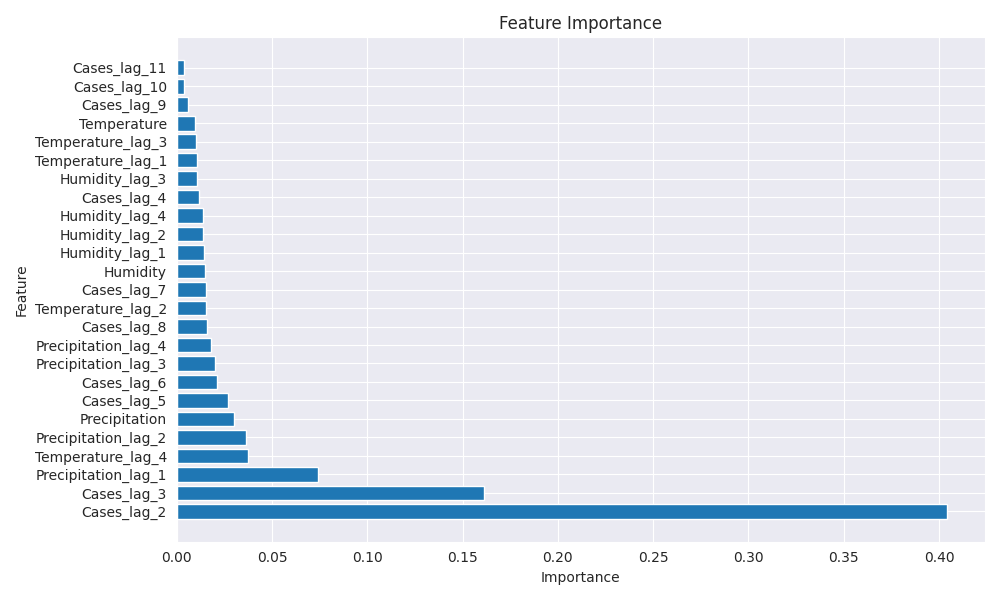 Feature Importance
Cases_lag_11
Cases_lag_10
Cases_lag_9
Temperature
Temperature_lag_3
Temperature_lag_1
Humidity_lag_3
Cases_lag_4
Humidity_lag_4
Humidity_lag_2
Humidity_lag_1
Humidity
Cases_lag_7
Temperature_lag_2
Cases_lag_8
Precipitation_lag_4
Precipitation_lag_3
Cases_lag_6
Cases_lag_5
Precipitation
Precipitation_lag_2
Temperature_lag_4
Precipitation_lag_1
Cases_lag_3
Cases_lag_2
Feature
0.00 0.05 0.10 0.15 0.20 0.25 0.30 0.35 0.40
Importance